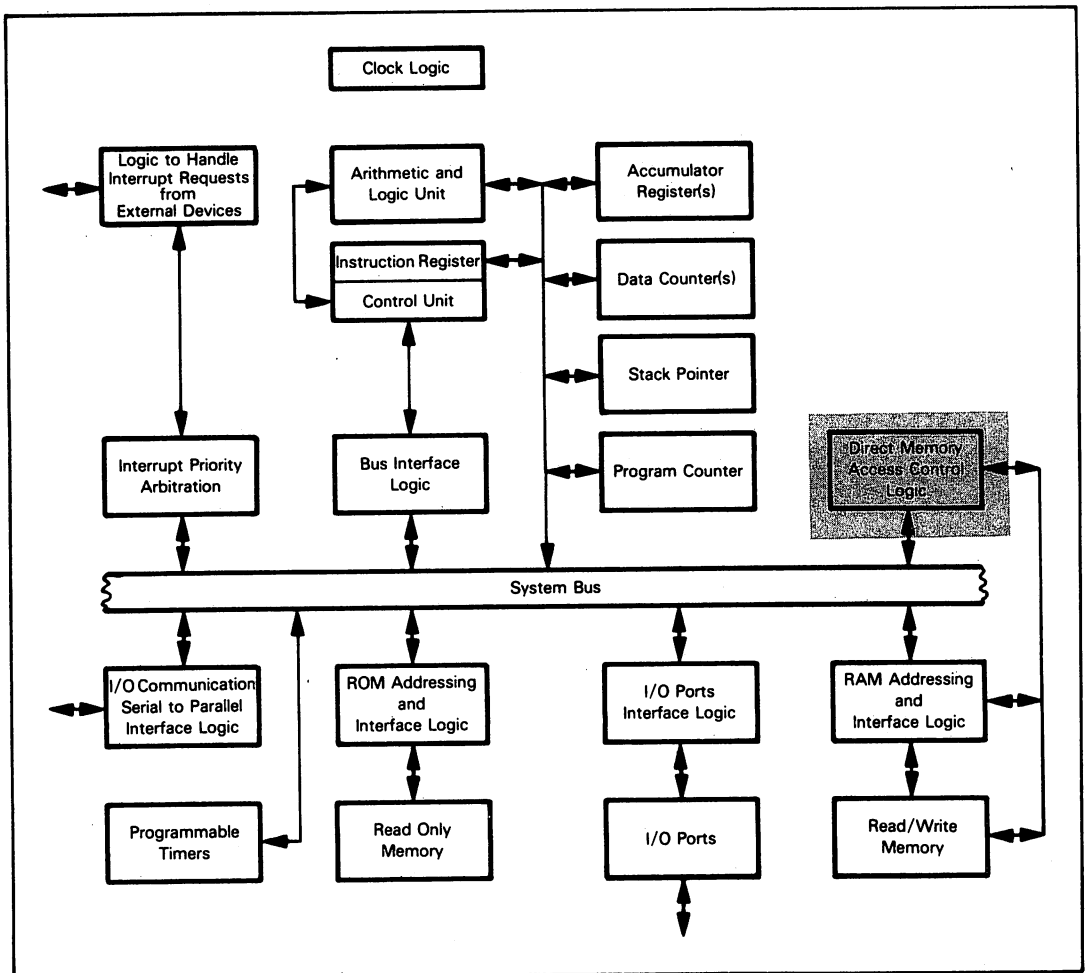 Clock Logic
Logic to Handle
Interrupt Requests
from
External Devices
Arithmetic and
Logic Unit
Accumulator
Register(s)
Instruction Register
Control Unit
Data Counter(s)
Stack Pointer
Interrupt Priority
Arbitration
Bus Interface
Logic
Program Counter
Direct Memory
Access Control
Logic
System Bus
I/O Communication
Serial to Parallel
Interface Logic
ROM Addressing
and
Interface Logic
I/O Ports
Interface Logic
RAM Addressing
and
Interface Logic
Programmable
Timers
Read Only
Memory
I/O Ports
Read/Write
Memory